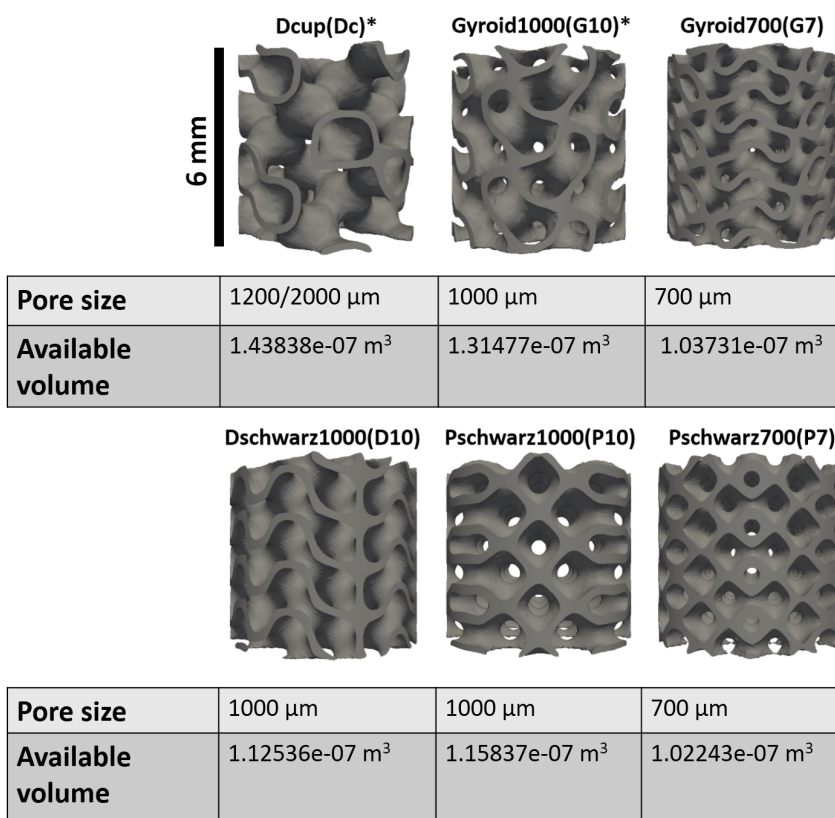 Dcup(Dc)* Gyroid1000(G10)* Gyroid700(G7)
6 mm
Pore size 1200/2000 µm 1000 µm 700 µm
Available volume 1.43838e-07 m³ 1.31477e-07 m³ 1.03731e-07 m³
Dschwarz1000(D10) Pschwarz1000(P10) Pschwarz700(P7)
Pore size 1000 µm 1000 µm 700 µm
Available volume 1.12536e-07 m³ 1.15837e-07 m³ 1.02243e-07 m³